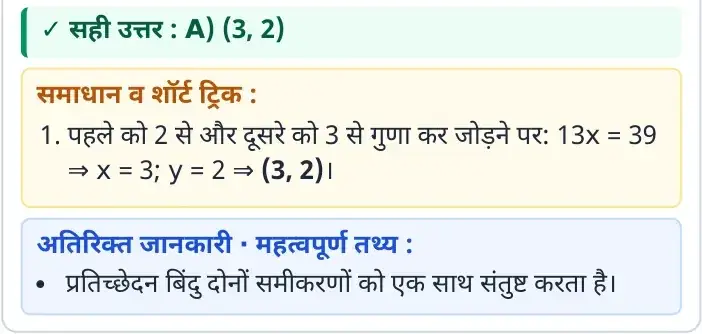 ✓ सही उत्तर : A) (3, 2)
समाधान व शॉर्ट ट्रिक :
1. पहले को 2 से और दूसरे को 3 से गुणा कर जोड़ने पर: 13x = 39
⇒ x = 3; y = 2 ⇒ (3, 2)।
अतिरिक्त जानकारी · महत्वपूर्ण तथ्य :
• प्रतिच्छेदन बिंदु दोनों समीकरणों को एक साथ संतुष्ट करता है।